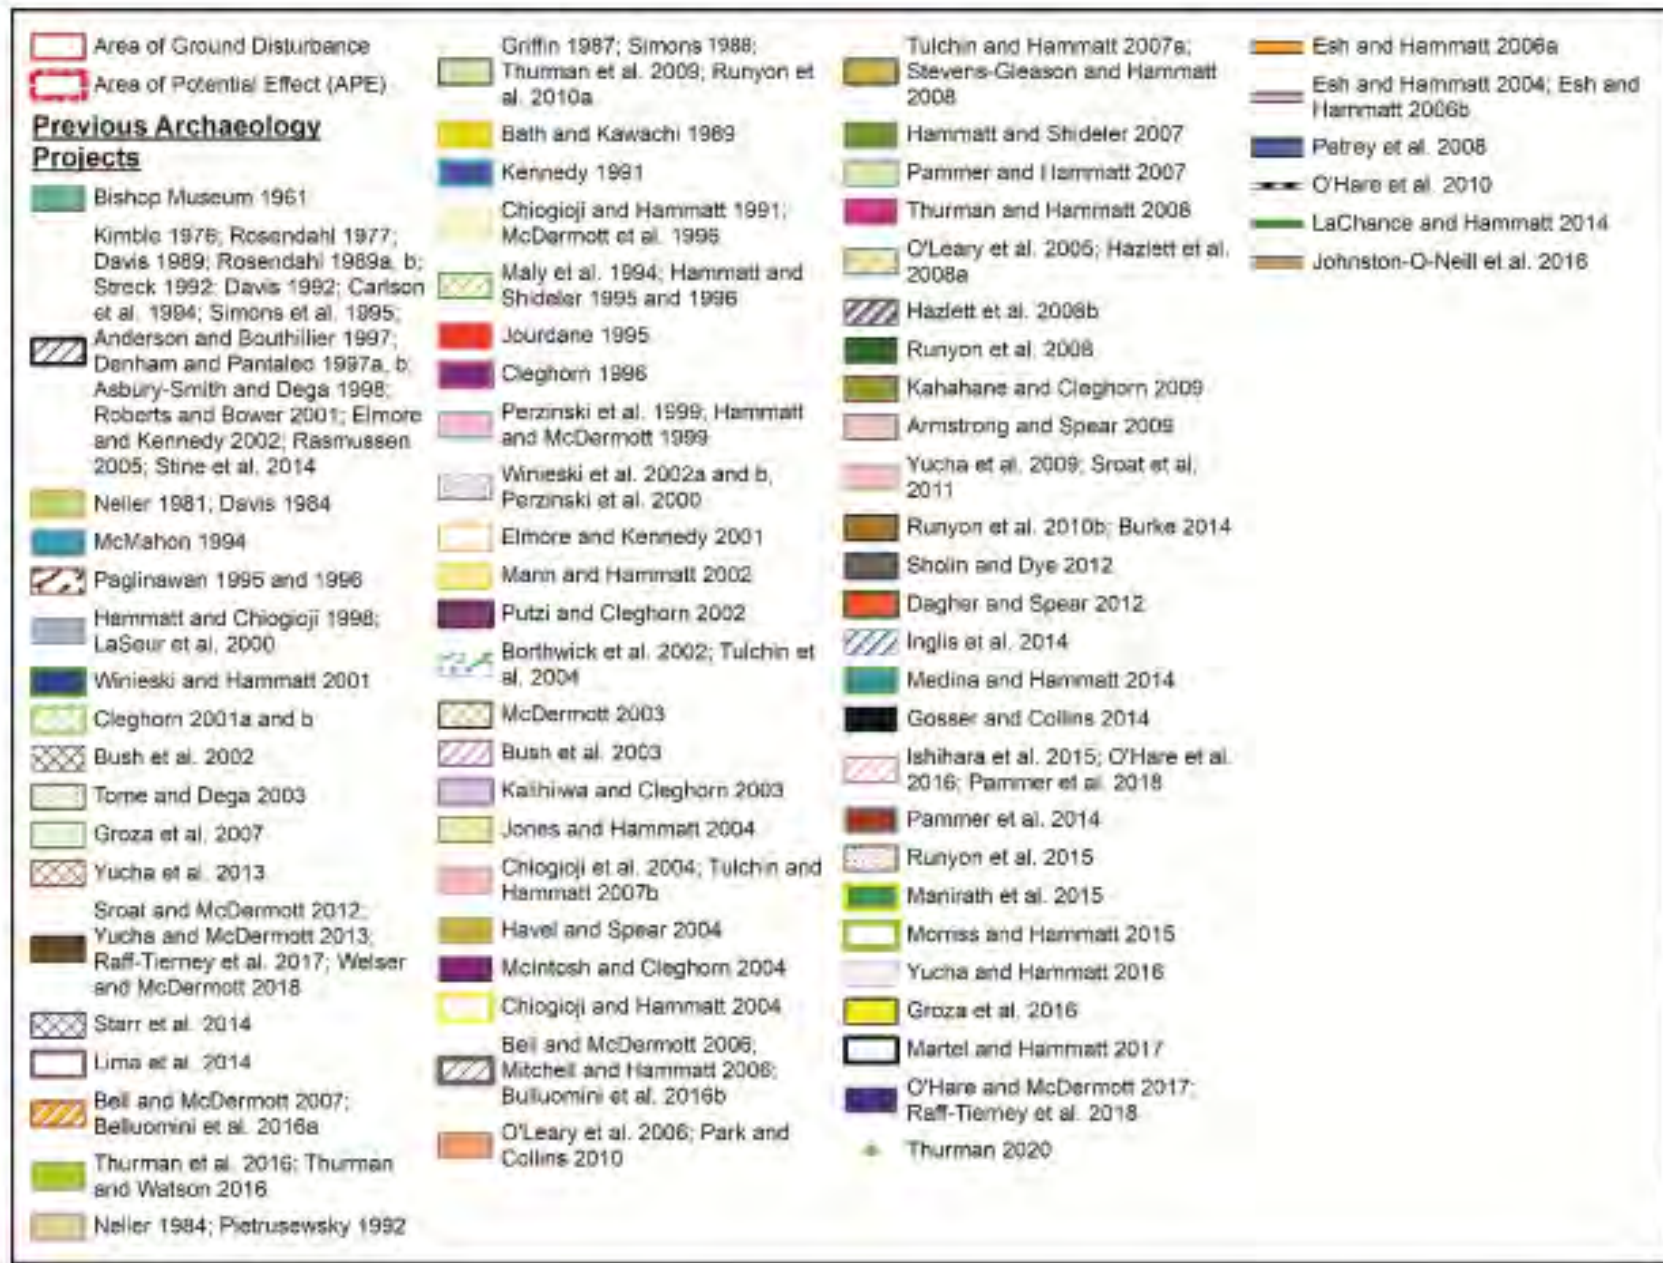 Area of Ground Disturbance
Area of Potential Effect (APE)
Previous Archaeology
Projects
Bishop Museum 1961
Kimble 1976; Rosendahl 1977;
Davis 1989; Rosendahl 1989a, b;
Streck 1992; Davis 1992; Carlson
et al. 1994; Simons et al. 1995;
Anderson and Bouthillier 1997;
Denham and Pantaleo 1997a, b;
Asbury-Smith and Dega 1998;
Roberts and Bower 2001; Elmore
and Kennedy 2002; Rasmussen
2005; Stine et al. 2014
Neller 1981; Davis 1984
McMahon 1994
Paglinawan 1995 and 1996
Hammatt and Chiogioji 1998;
LeSeur et al. 2000
Winieski and Hammatt 2001
Cleghorn 2001a and b
Bush et al. 2002
Tome and Dega 2003
Groza et al. 2007
Yucha et al. 2013
Sroat and McDermott 2012;
Yucha and McDermott 2013;
Raff-Tierney et al. 2017; Welser
and McDermott 2018
Starr et al. 2014
Lima et al. 2014
Bell and McDermott 2007;
Belluomini et al. 2016a
Thurman et al. 2016; Thurman
and Watson 2016
Neller 1984; Pietrusewsky 1992
Griffin 1987; Simons 1988;
Thurman et al. 2009; Runyon et
al. 2010a
Bath and Kawachi 1989
Kennedy 1991
Chiogioji and Hammatt 1991;
McDermott et al. 1996
Maly et al. 1994; Hammatt and
Shideler 1995 and 1996
Jourdane 1995
Cleghorn 1996
Perzinski et al. 1999; Hammatt
and McDermott 1999
Winieski et al. 2002a and b,
Perzinski et al. 2000
Elmore and Kennedy 2001
Mann and Hammatt 2002
Putzi and Cleghorn 2002
Borthwick et al. 2002; Tulchin et
al. 2004
McDermott 2003
Bush et al. 2003
Kailihiwa and Cleghorn 2003
Jones and Hammatt 2004
Chiogioji et al. 2004; Tulchin and
Hammatt 2007b
Havel and Spear 2004
McIntosh and Cleghorn 2004
Chiogioji and Hammatt 2004
Bell and McDermott 2006;
Mitchell and Hammatt 2006;
Bulluomini et al. 2016b
O'Leary et al. 2006; Park and
Collins 2010
Tulchin and Hammatt 2007a;
Stevens-Gleason and Hammatt
2008
Hammatt and Shideler 2007
Pammer and Hammatt 2007
Thurman and Hammatt 2008
O'Leary et al. 2005; Hazlett et al.
2008a
Hazlett et al. 2008b
Runyon et al. 2008
Kahahane and Cleghorn 2009
Armstrong and Spear 2009
Yucha et al. 2009; Sroat et al.
2011
Runyon et al. 2010b; Burke 2014
Sholin and Dye 2012
Dagher and Spear 2012
Inglis et al. 2014
Medina and Hammatt 2014
Gosser and Collins 2014
Ishihara et al. 2015; O'Hare et al.
2016; Pammer et al. 2018
Pammer et al. 2014
Runyon et al. 2015
Manirath et al. 2015
Morriss and Hammatt 2015
Yucha and Hammatt 2016
Groza et al. 2016
Martel and Hammatt 2017
O'Hare and McDermott 2017;
Raff-Tierney et al. 2018
Thurman 2020
Esh and Hammatt 2006a
Esh and Hammatt 2004; Esh and
Hammatt 2006b
Petrey et al. 2008
O'Hare et al. 2010
LaChance and Hammatt 2014
Johnston-O-Neill et al. 2016